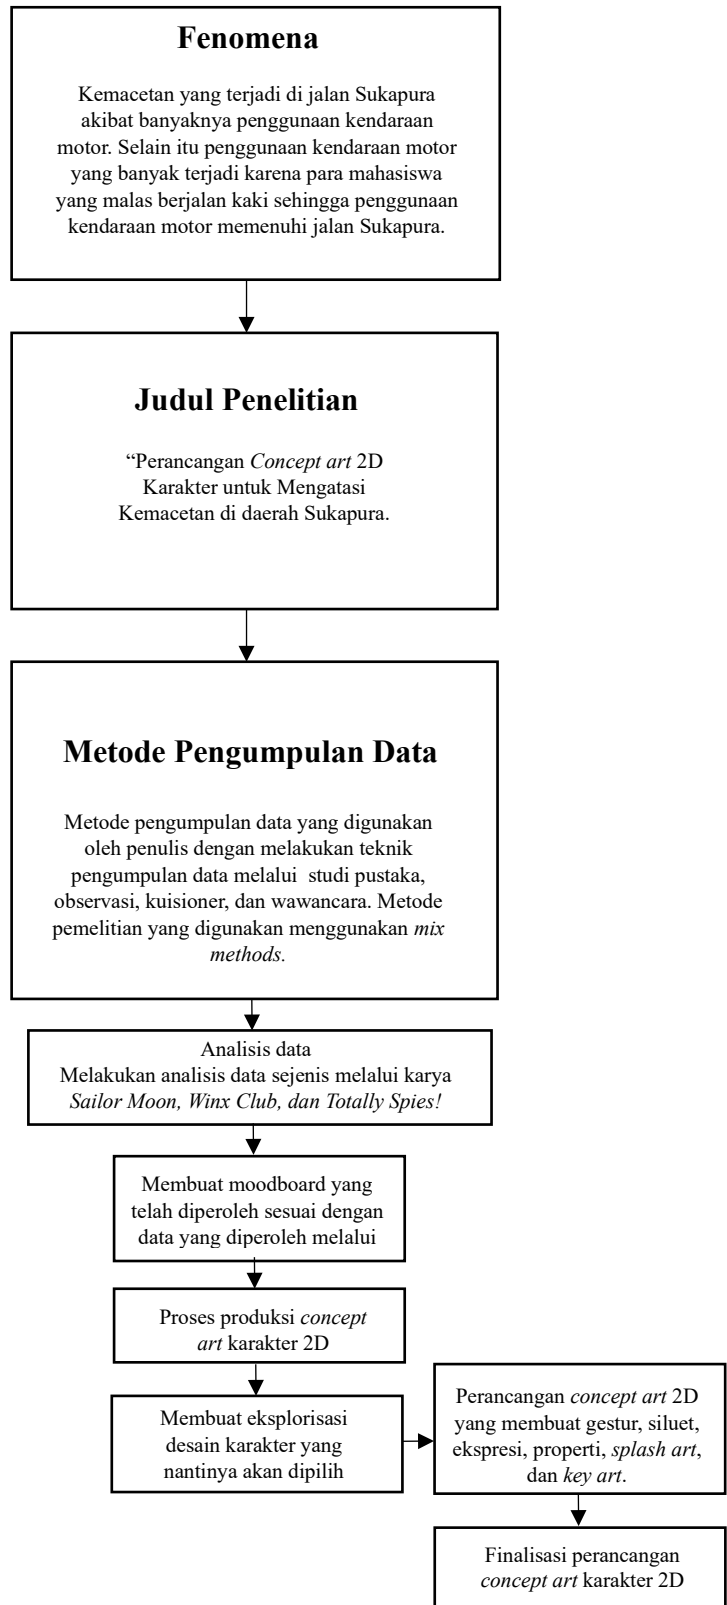 Fenomena
Kemacetan yang terjadi di jalan Sukapura
akibat banyaknya penggunaan kendaraan
motor. Selain itu penggunaan kendaraan motor
yang banyak terjadi karena para mahasiswa
yang malas berjalan kaki sehingga penggunaan
kendaraan motor memenuhi jalan Sukapura.
Judul Penelitian
“Perancangan Concept art 2D
Karakter untuk Mengatasi
Kemacetan di daerah Sukapura.
Metode Pengumpulan Data
Metode pengumpulan data yang digunakan
oleh penulis dengan melakukan teknik
pengumpulan data melalui studi pustaka,
observasi, kuisioner, dan wawancara. Metode
pemelitian yang digunakan menggunakan mix
methods.
Analisis data
Melakukan analisis data sejenis melalui karya
Sailor Moon, Winx Club, dan Totally Spies!
Membuat moodboard yang
telah diperoleh sesuai dengan
data yang diperoleh melalui
Proses produksi concept
art karakter 2D
Membuat eksplorisasi
desain karakter yang
nantinya akan dipilih
Perancangan concept art 2D
yang membuat gestur, siluet,
ekspresi, properti, splash art,
dan key art.
Finalisasi perancangan
concept art karakter 2D